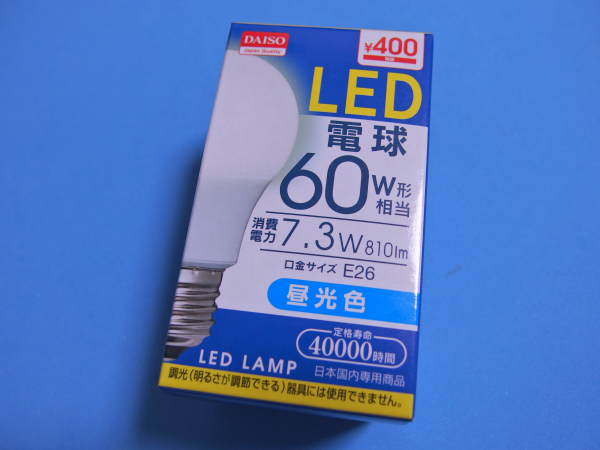 DAISO
Japan Quality
¥400
LED
電球
60W形
相当
消費
電力
7.3W 810lm
口金サイズ E26
昼光色
定格寿命
40000時間
LED LAMP
日本国内専用商品
調光(明るさが調節できる)器具には使用できません。